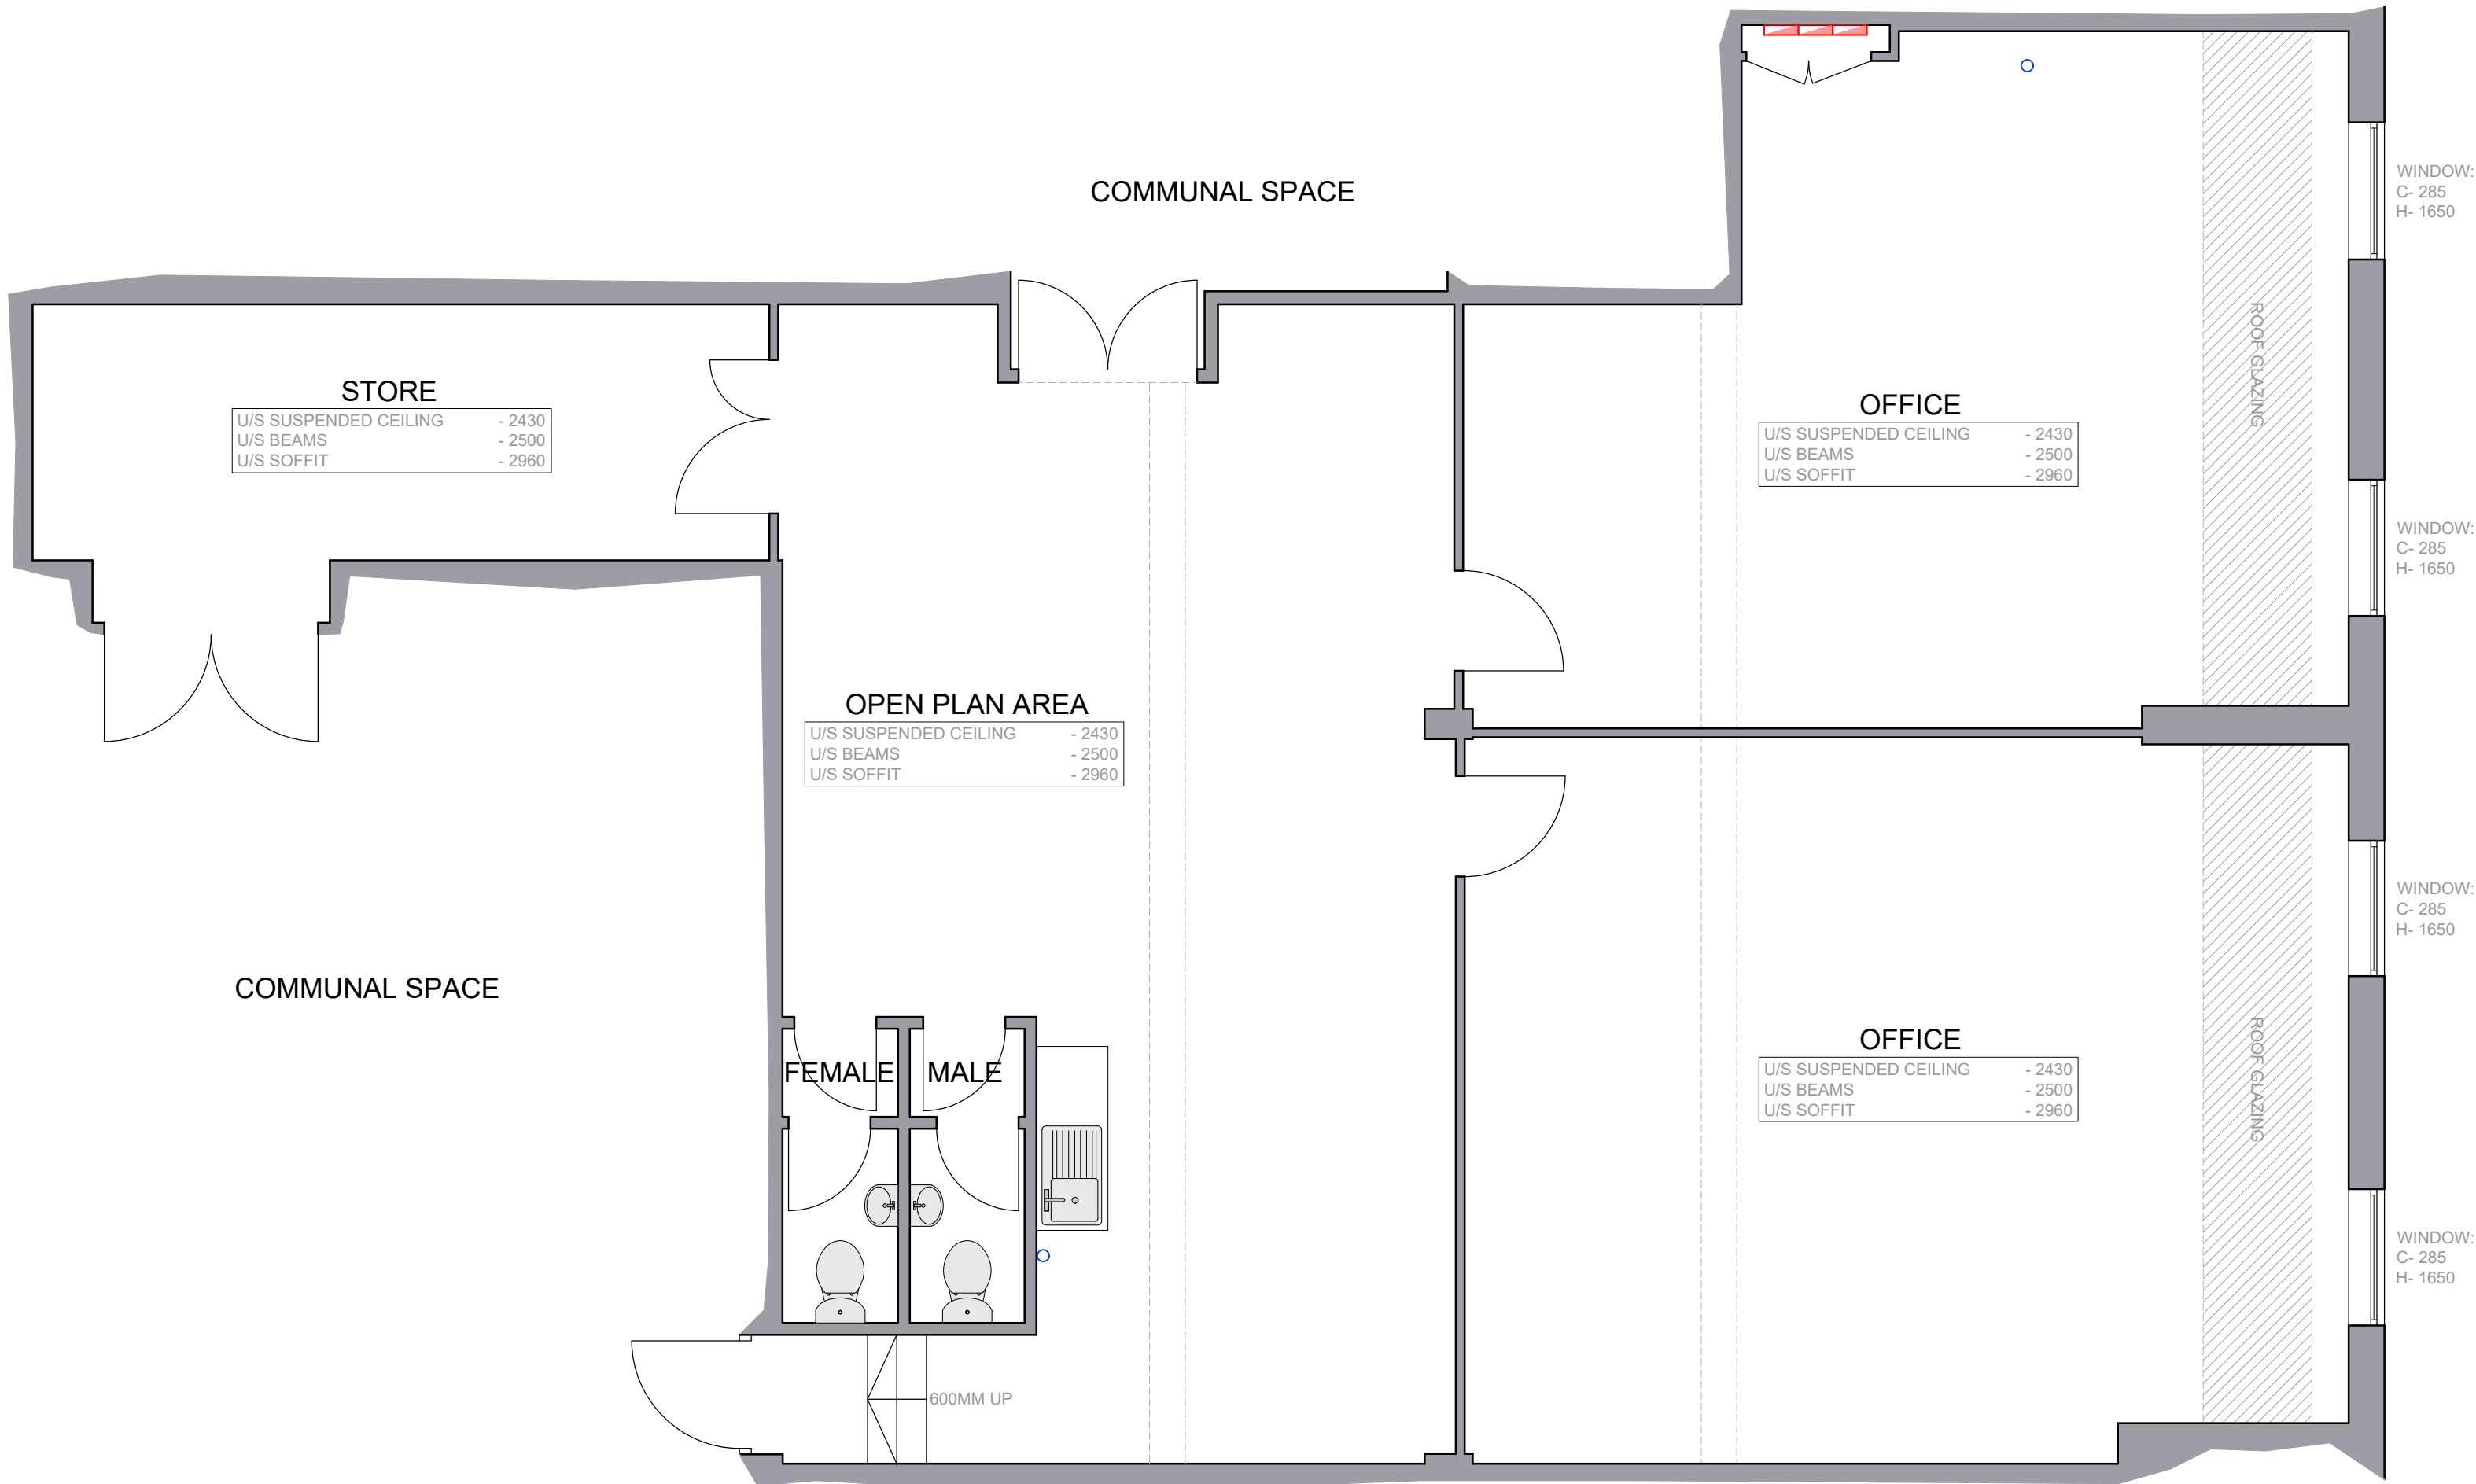 COMMUNAL SPACE
WINDOW:
C- 285
H- 1650
STORE
U/S SUSPENDED CEILING - 2430
U/S BEAMS - 2500
U/S SOFFIT - 2960
OFFICE
U/S SUSPENDED CEILING - 2430
U/S BEAMS - 2500
U/S SOFFIT - 2960
ROOF GLAZING
WINDOW:
C- 285
H- 1650
OPEN PLAN AREA
U/S SUSPENDED CEILING - 2430
U/S BEAMS - 2500
U/S SOFFIT - 2960
WINDOW:
C- 285
H- 1650
COMMUNAL SPACE
FEMALE
MALE
OFFICE
U/S SUSPENDED CEILING - 2430
U/S BEAMS - 2500
U/S SOFFIT - 2960
ROOF GLAZING
WINDOW:
C- 285
H- 1650
600MM UP